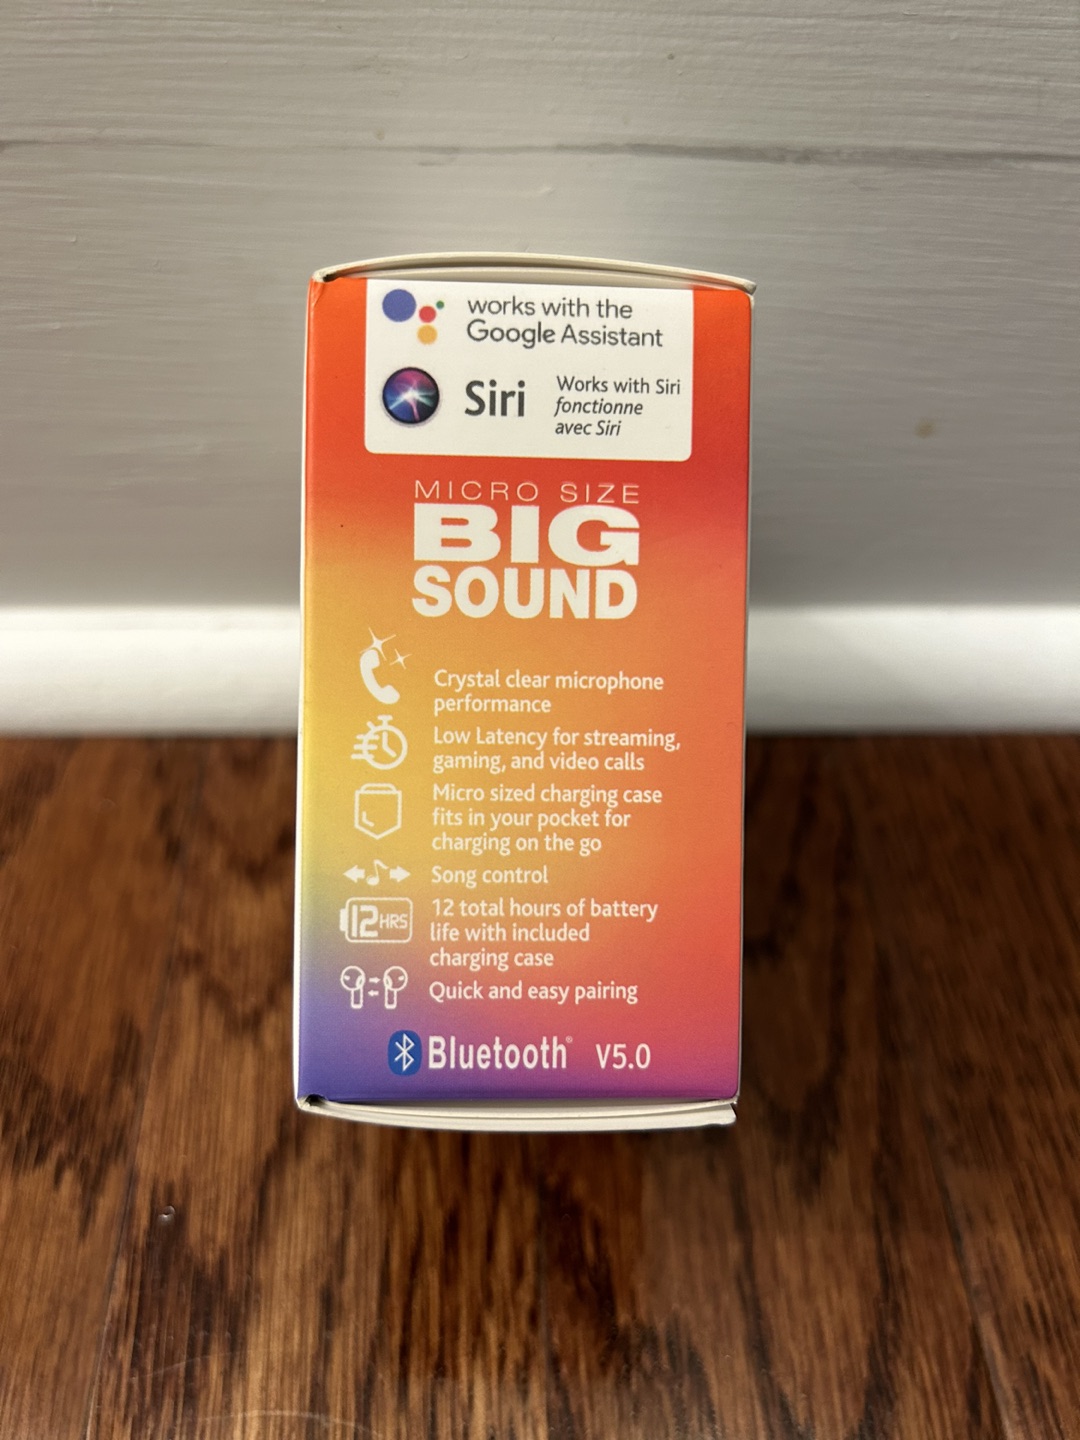 works with the
Google Assistant
Siri
Works with Siri
fonctionne
avec Siri
MICRO SIZE
BIG
SOUND
Crystal clear microphone
performance
Low Latency for streaming,
gaming, and video calls
Micro sized charging case
fits in your pocket for
charging on the go
Song control
12 HRS
12 total hours of battery
life with included
charging case
Quick and easy pairing
Bluetooth® V5.0